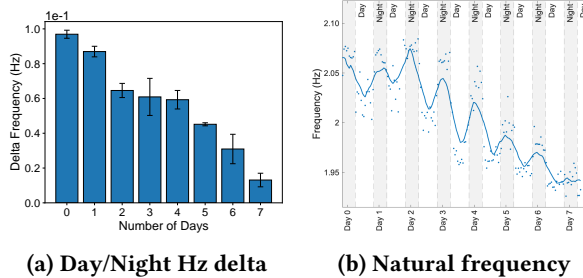 1e-1
1.0
0.8
0.6
0.4
0.2
0.0
Delta Frequency (Hz)
0 1 2 3 4 5 6 7
Number of Days
(a) Day/Night Hz delta
Day Night Day Night Day Night Day Night Day Night Day Night Day Night Day Night
2.10
2.05
2
1.95
Frequency (Hz)
Day 0 Day 1 Day 2 Day 3 Day 4 Day 5 Day 6 Day 7
(b) Natural frequency